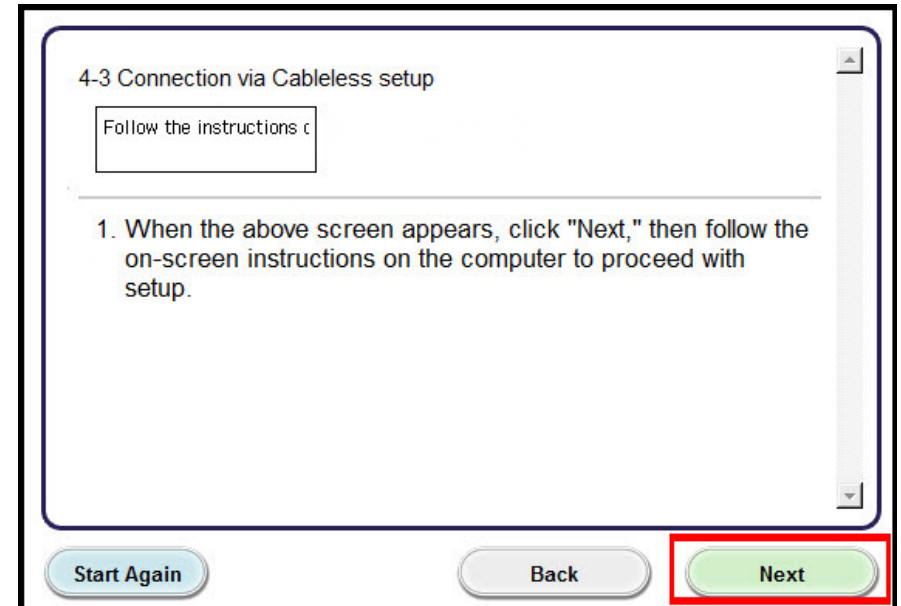 4-3 Connection via Cableless setup
Follow the instructions
1. When the above screen appears, click "Next," then follow the
on-screen instructions on the computer to proceed with
setup.
Start Again
Back
Next